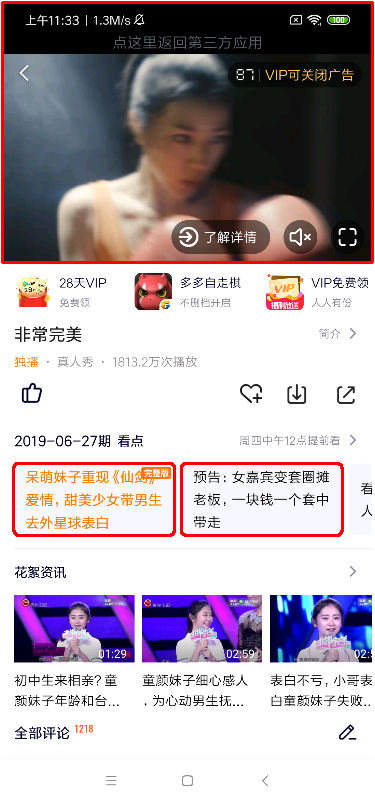 上午11:33 | 1.3M/s
100
点这里返回第三方应用
87 | VIP可关闭广告
了解详情
28天VIP
免费领
多多自走棋
不删档开启
VIP
VIP免费领
人人有份
非常完美
简介
独播 · 真人秀 · 1813.2万次播放
2019-06-27期 看点
周四中午12点提前看
完整版
呆萌妹子重现《仙剑》
爱情，甜美少女带男生
去外星球表白
预告：女嘉宾变套圈摊
老板，一块钱一个套中
带走
看
人
花絮资讯
01:29
02:59
02:5
初中生来相亲？童
颜妹子年龄和台...
童颜妹子细心感人
，为心动男生抚...
表白不亏，小哥表
白童颜妹子失败...
全部评论 1218